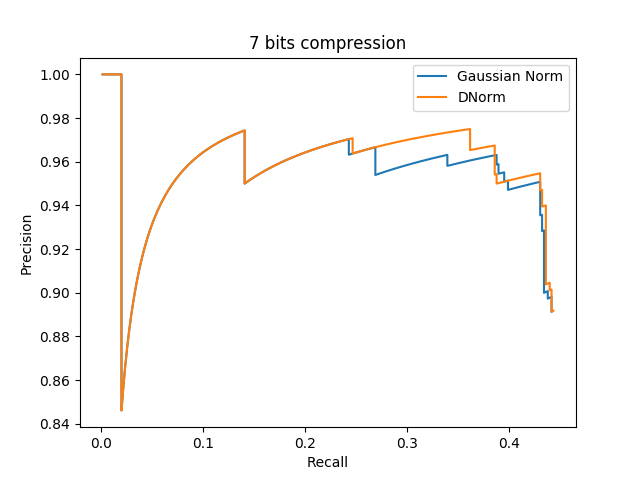 7 bits compression
Gaussian Norm
DNorm
Precision
1.00
0.98
0.96
0.94
0.92
0.90
0.88
0.86
0.84
0.0 0.1 0.2 0.3 0.4
Recall